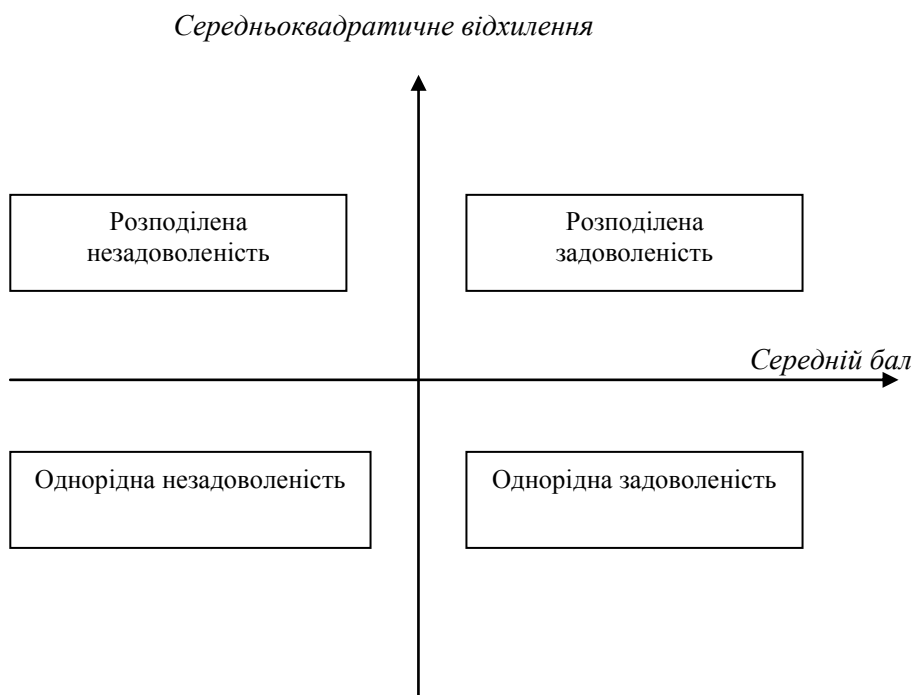 Середньоквадратичне відхилення
Розподілена
незадоволеність
Розподілена
задоволеність
Середній бал
Однорідна незадоволеність
Однорідна задоволеність